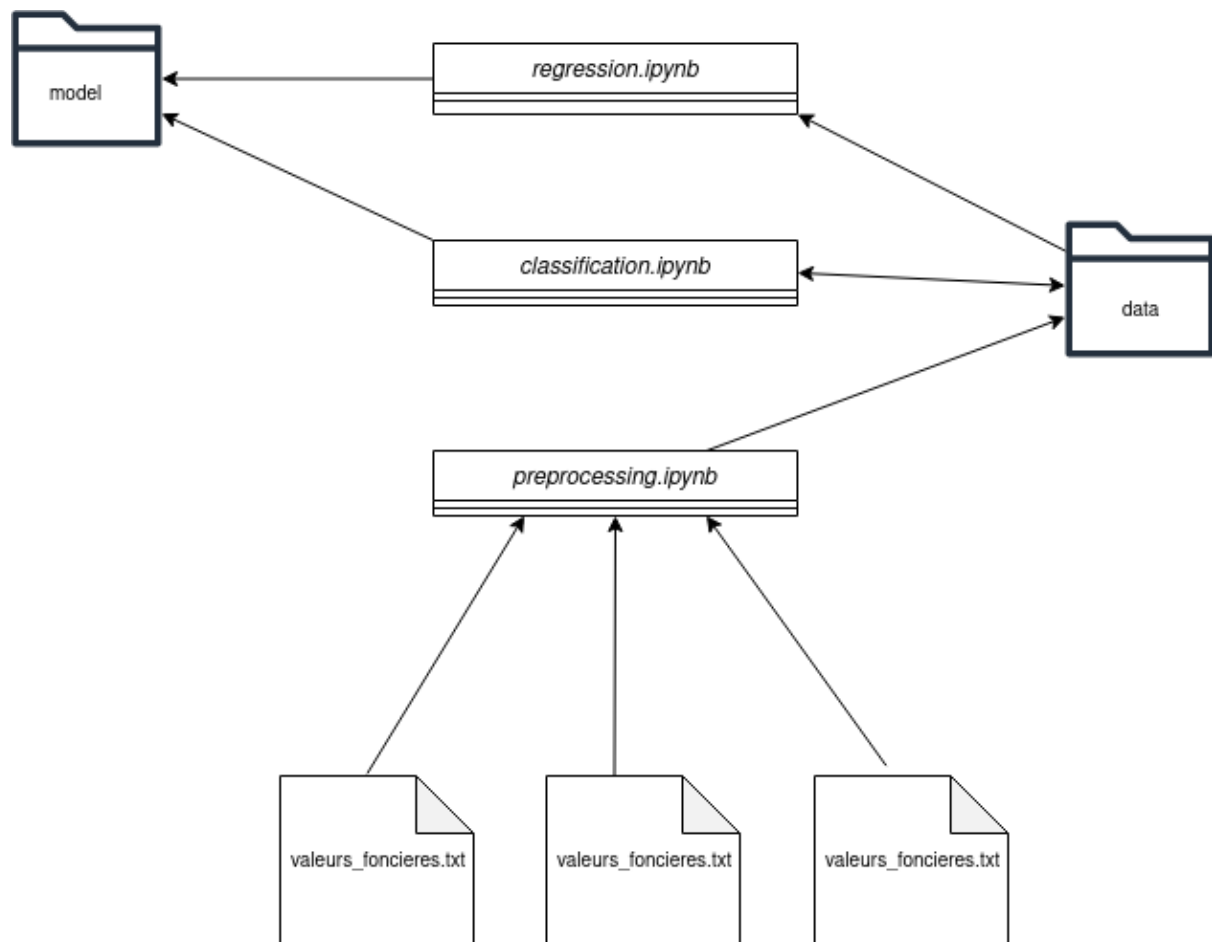 regression.ipynb
model
classification.ipynb
data
preprocessing.ipynb
valeurs_foncieres.txt
valeurs_foncieres.txt
valeurs_foncieres.txt